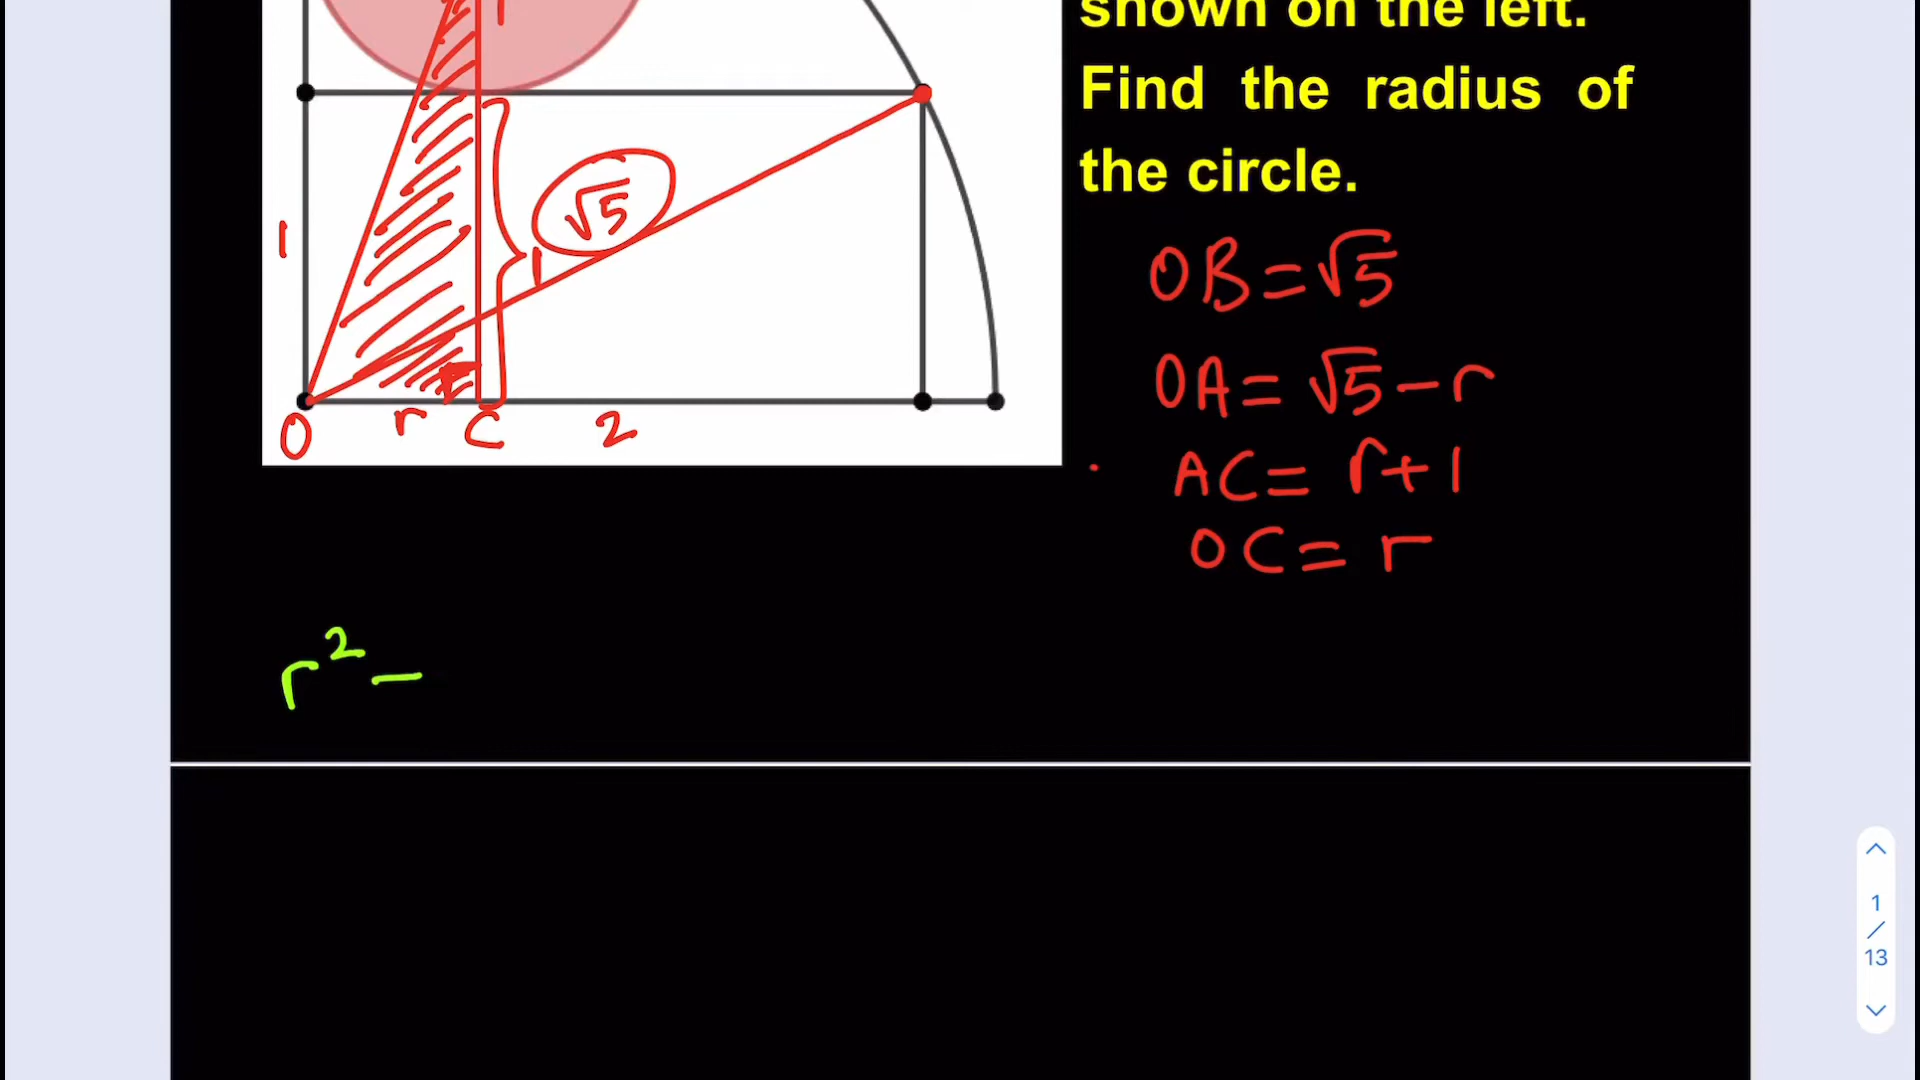 shown on the left.
Find the radius of
the circle.
1
√5
1
O
r
C
2
OB = √5
OA = √5 - r
AC = r + 1
OC = r
r² -
1
/
13